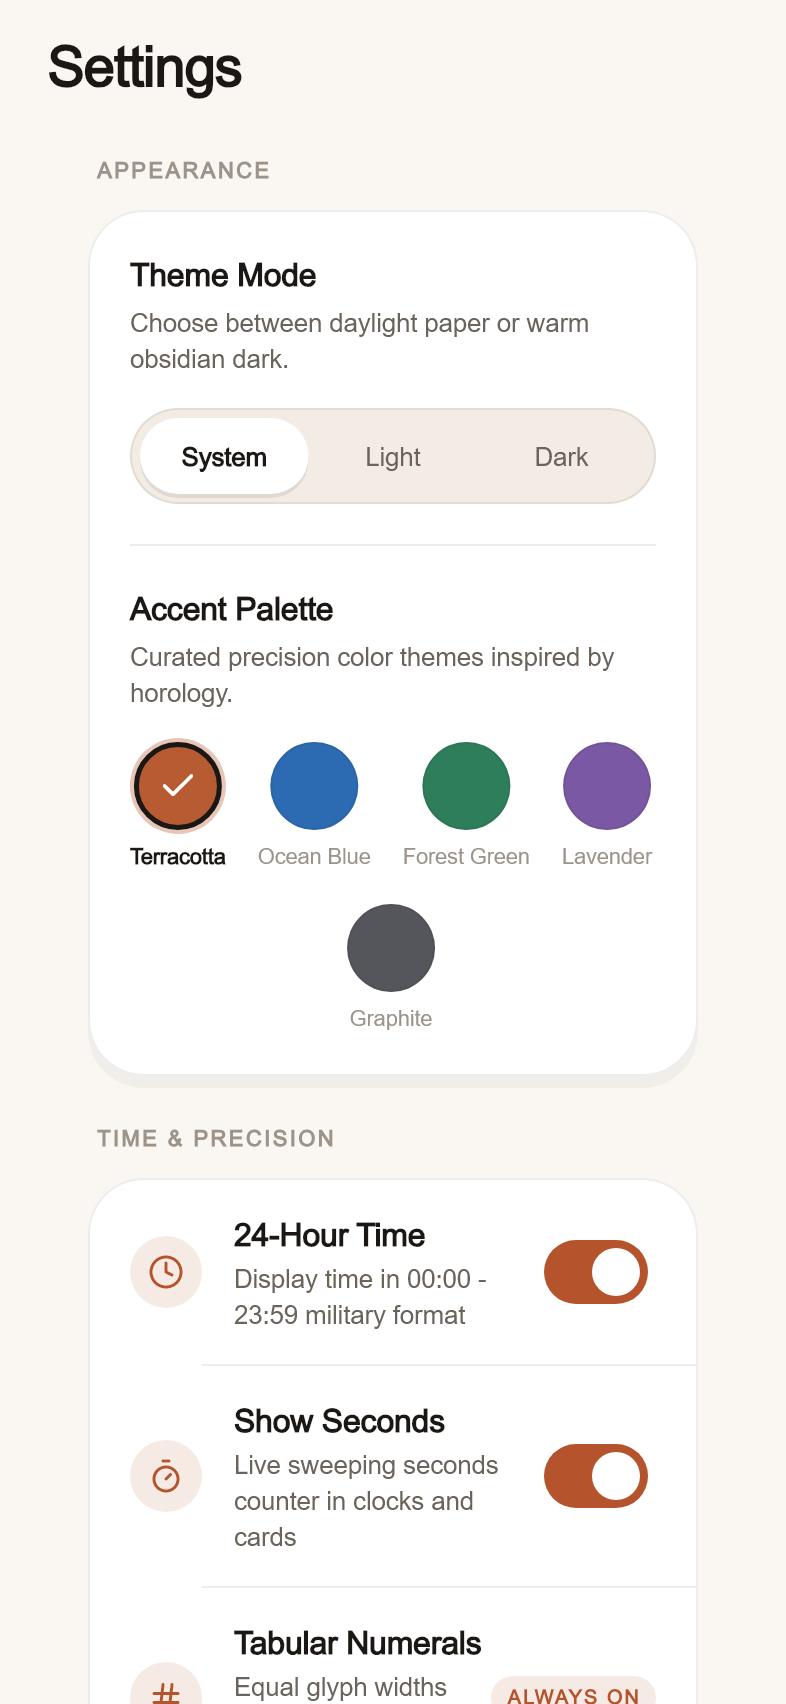 Settings
APPEARANCE
Theme Mode
Choose between daylight paper or warm
obsidian dark.
System
Light
Dark
Accent Palette
Curated precision color themes inspired by
horology.
Terracotta
Ocean Blue
Forest Green
Lavender
Graphite
TIME & PRECISION
24-Hour Time
Display time in 00:00 -
23:59 military format
Show Seconds
Live sweeping seconds
counter in clocks and
cards
Tabular Numerals
Equal glyph widths
ALWAYS ON